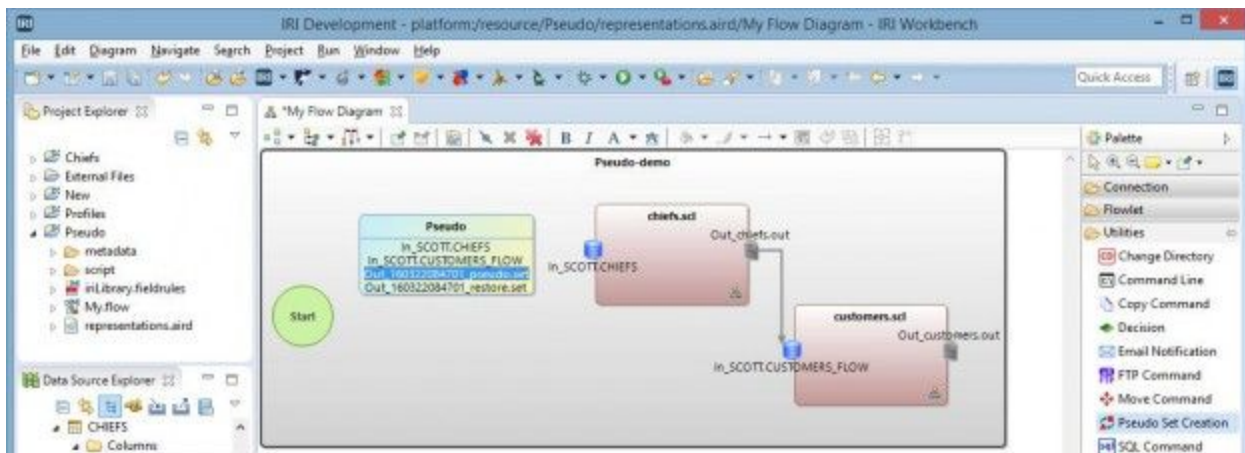 IRI
IRI Development - platform:/resource/Pseudo/representations.aird/My Flow Diagram - IRI Workbench
File Edit Diagram Navigate Search Project Run Window Help
Quick Access
Project Explorer
*My Flow Diagram
Palette
Chiefs
External Files
New
Profiles
Pseudo
metadata
script
iriLibrary.fieldrules
My.flow
representations.aird
Data Source Explorer
CHIEFS
Columns
B I A
Pseudo-demo
Start
Pseudo
In_SCOTT.CHIEFS
In_SCOTT.CUSTOMERS_FLOW
Out_160322084701_pseudo.set
Out_160322084701_restore.set
chiefs.scl
Out_chiefs.out
In_SCOTT.CHIEFS
customers.scl
Out_customers.out
In_SCOTT.CUSTOMERS_FLOW
Connection
Flowlet
Utilities
Change Directory
Command Line
Copy Command
Decision
Email Notification
FTP Command
Move Command
Pseudo Set Creation
SQL Command